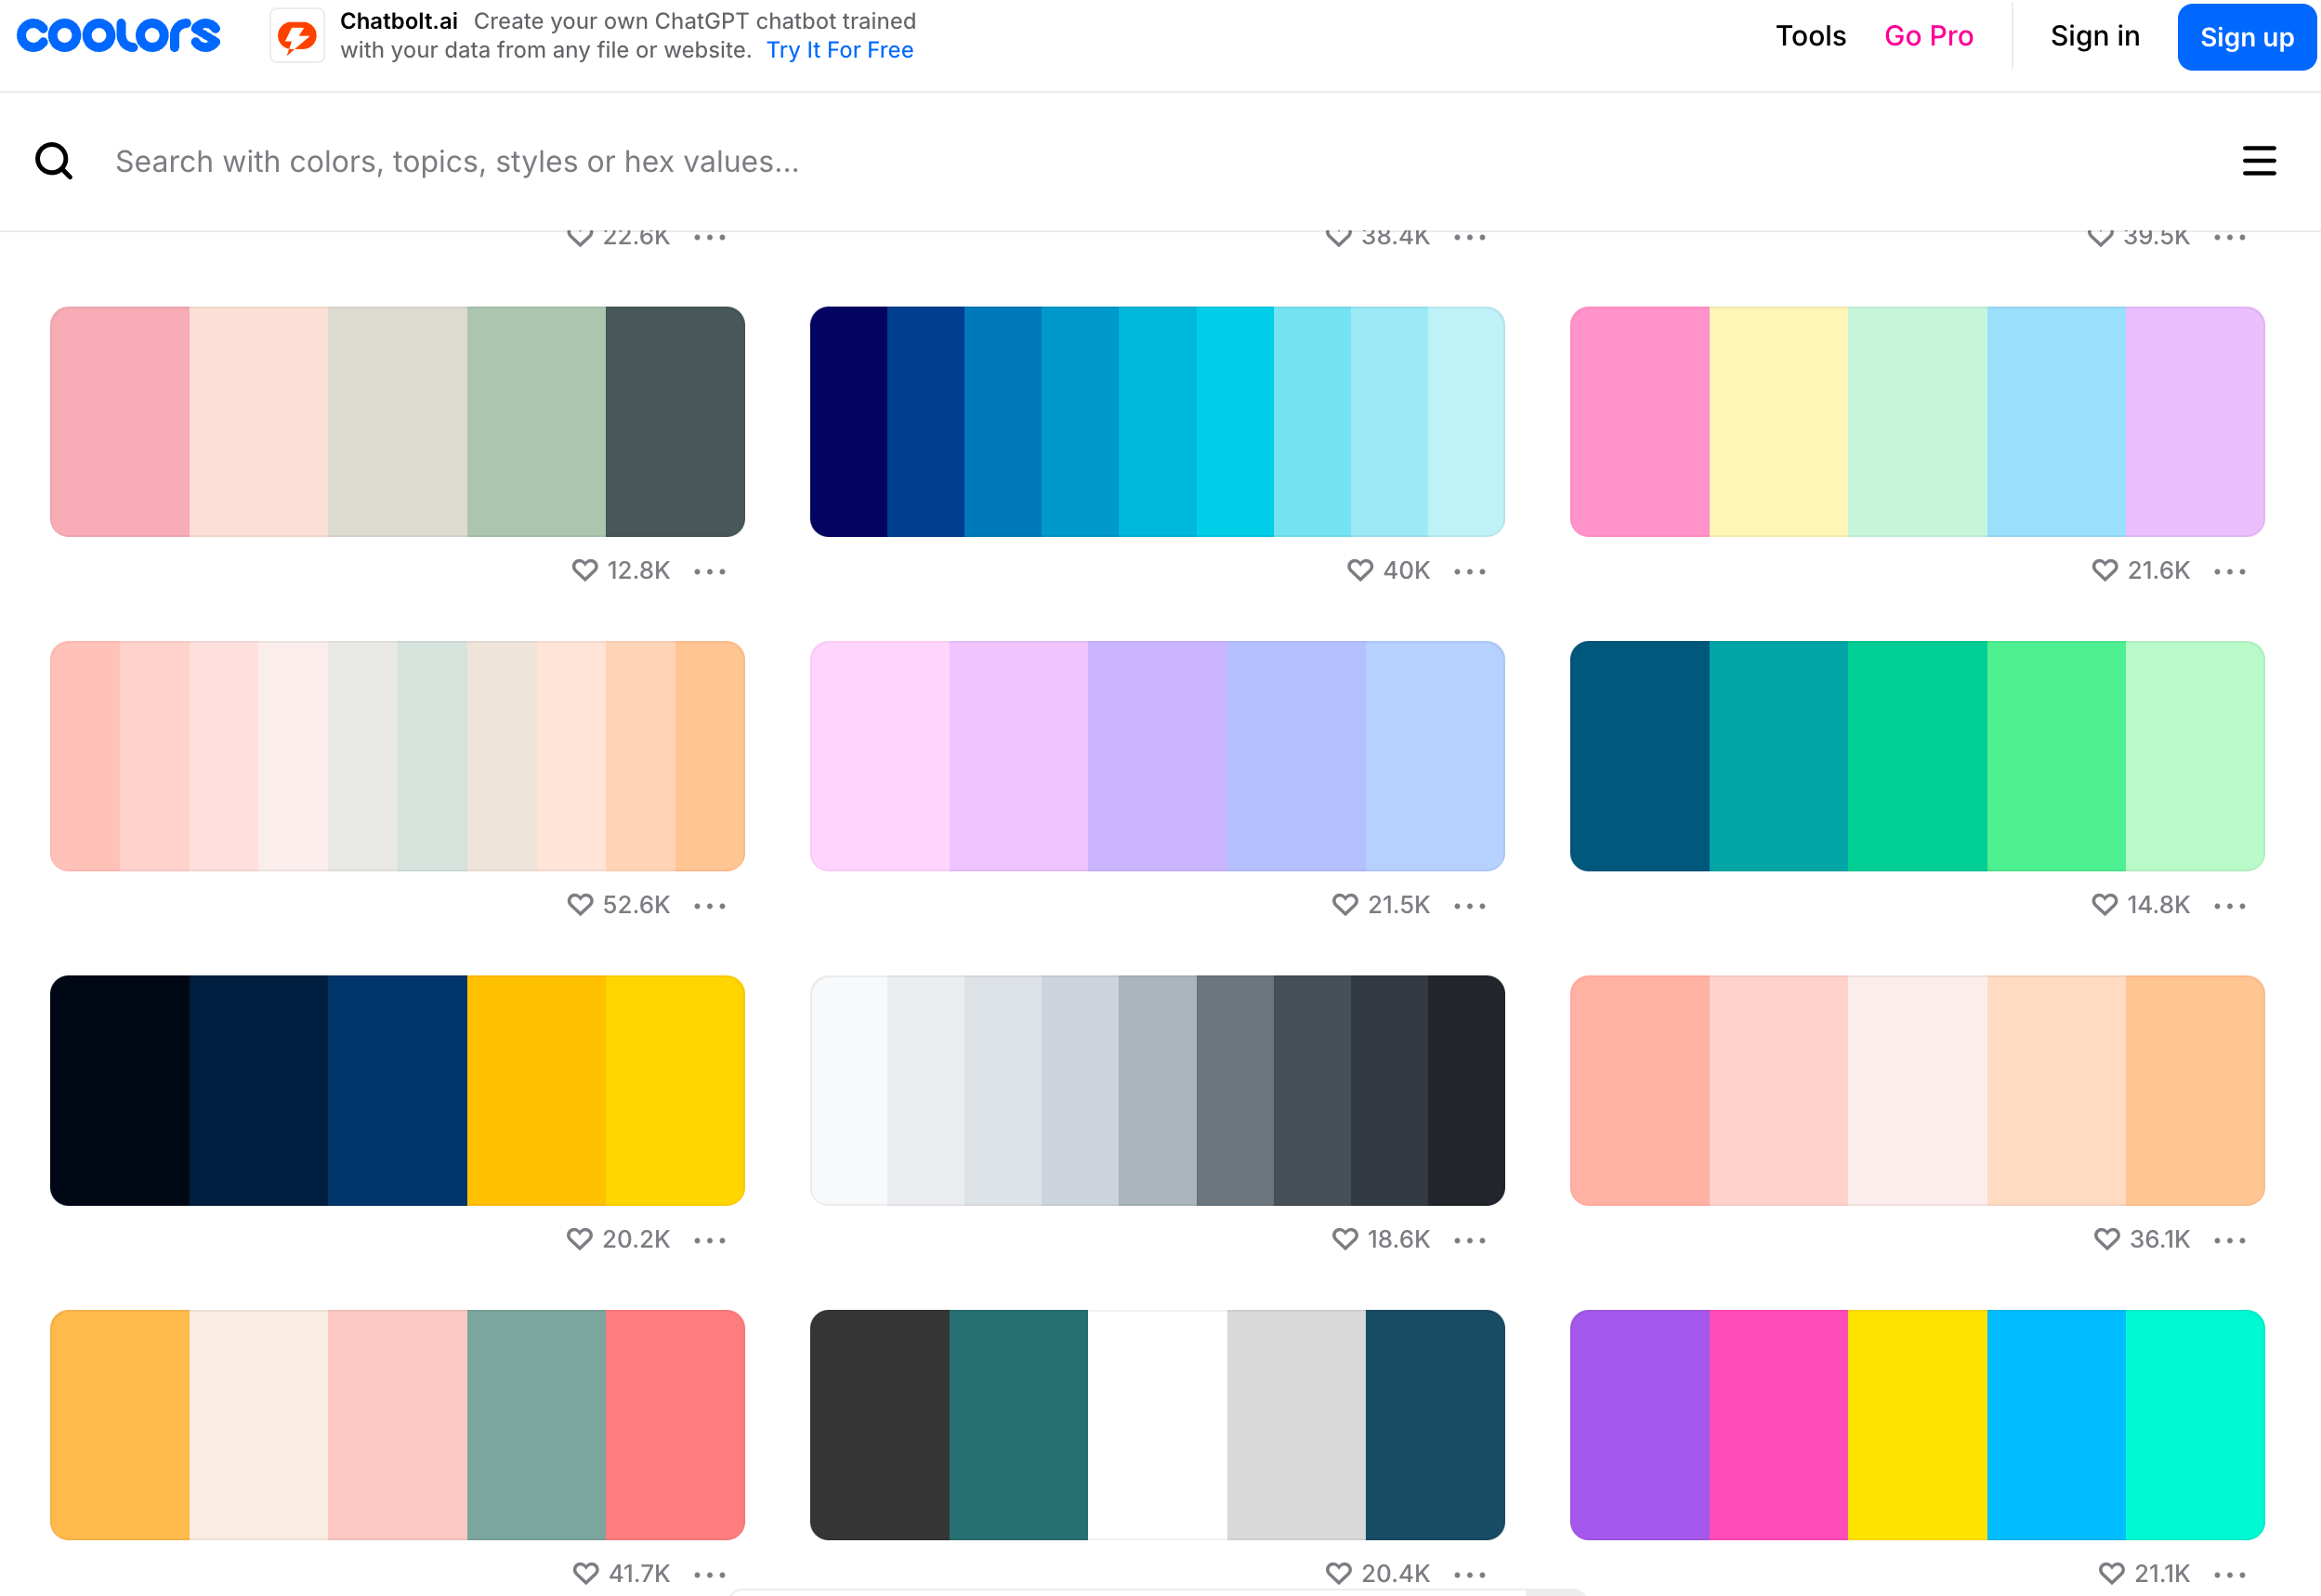 coolors
Chatbolt.ai Create your own ChatGPT chatbot trained
with your data from any file or website. Try It For Free
Tools Go Pro Sign in Sign up
Search with colors, topics, styles or hex values...
22.6K 38.4K 39.5K
12.8K 40K 21.6K
52.6K 21.5K 14.8K
20.2K 18.6K 36.1K
41.7K 20.4K 21.1K